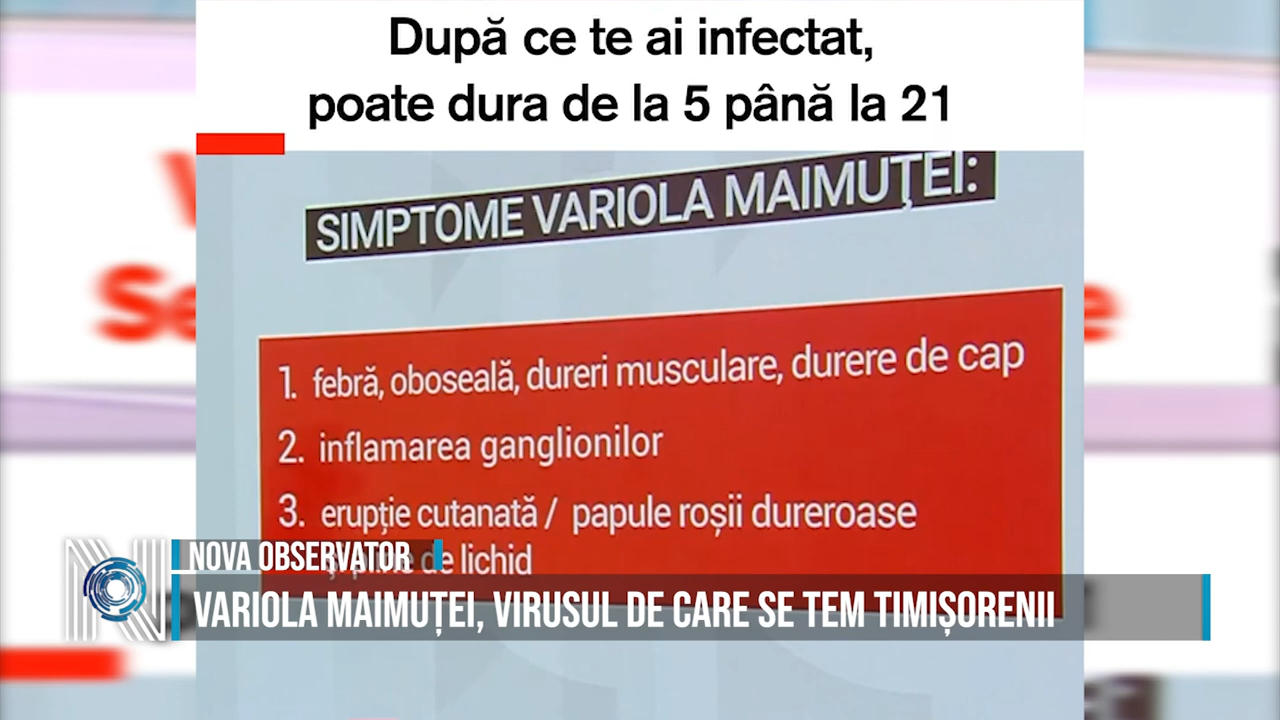 După ce te ai infectat,
poate dura de la 5 până la 21
SIMPTOME VARIOLA MAIMUȚEI:
1. febră, oboseală, dureri musculare, durere de cap
2. inflamarea ganglionilor
3. erupție cutanată / papule roșii dureroase
de lichid
NOVA OBSERVATOR
VARIOLA MAIMUȚEI, VIRUSUL DE CARE SE TEM TIMIȘORENII